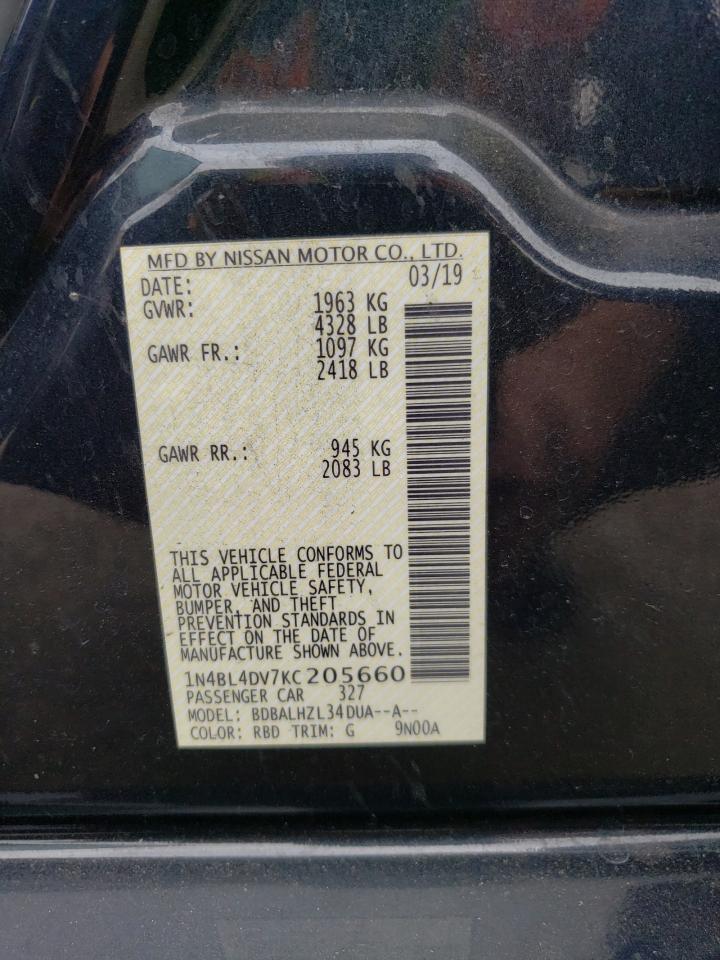 MFD BY NISSAN MOTOR CO., LTD.
DATE: 03/19
GVWR: 1963 KG
4328 LB
GAWR FR.: 1097 KG
2418 LB
GAWR RR.: 945 KG
2083 LB
THIS VEHICLE CONFORMS TO
ALL APPLICABLE FEDERAL
MOTOR VEHICLE SAFETY,
BUMPER, AND THEFT
PREVENTION STANDARDS IN
EFFECT ON THE DATE OF
MANUFACTURE SHOWN ABOVE.
1N4BL4DV7KC205660
PASSENGER CAR 327
MODEL: BDBALHZL34DUA--A--
COLOR: RBD TRIM: G 9N00A